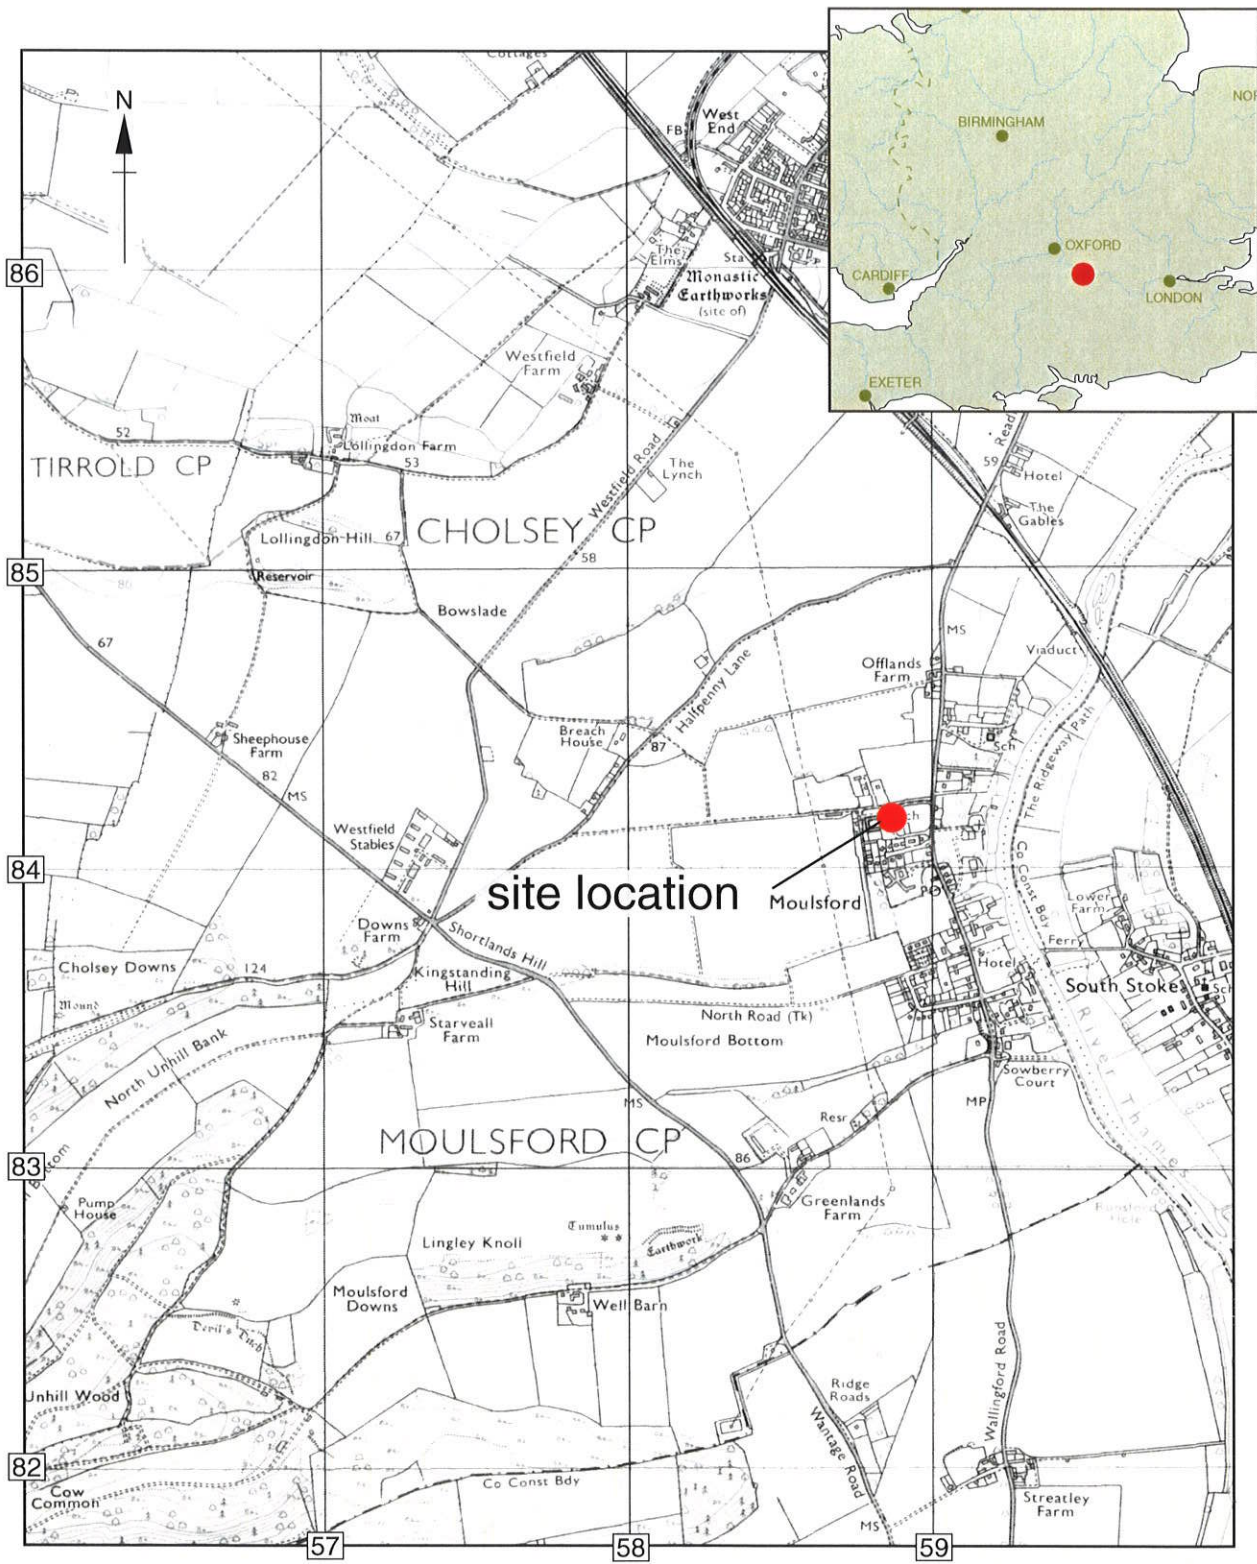 Cottages
N
FB
West
End
BIRMINGHAM
OXFORD
CARDIFF
LONDON
EXETER
86
The
Elms
Sta
Monastic
Earthworks
(site of)
Westfield
Farm
52
Moat
Lollingdon Farm
53
TIRROLD CP
Westfield Road
The
Lynch
59
Hotel
The
Gables
CHOLSEY CP
Lollingdon Hill
67
58
85
86
Reservoir
Bowslade
67
MS
Viaduct
Offlands
Farm
Halfpenny Lane
Sheephouse
Farm
Breach
House
87
Sch
The Ridgeway Path
82
MS
Westfield
Stables
84
site location
Moulsford
Co Const Bdy
Lower
Farm
Downs
Farm
Shortlands Hill
Ferry
Cholsey Downs
124
Kingstanding
Hill
Hotel
South Stoke
Sch
Mound
Starveall
Farm
North Road (Tk)
Moulsford Bottom
River Thames
North Unhill Bank
Sowberry
Court
MS
Resr
MP
MOULSFORD CP
86
83
Pump
House
Greenlands
Farm
Tumulus
Lingley Knoll
Earthwork
Moulsford
Downs
Well Barn
Devil's Ditch
Ridge
Roads
Wallingford Road
Unhill Wood
Wantage Road
82
Cow
Common
Co Const Bdy
Streatley
Farm
MS
57
58
59